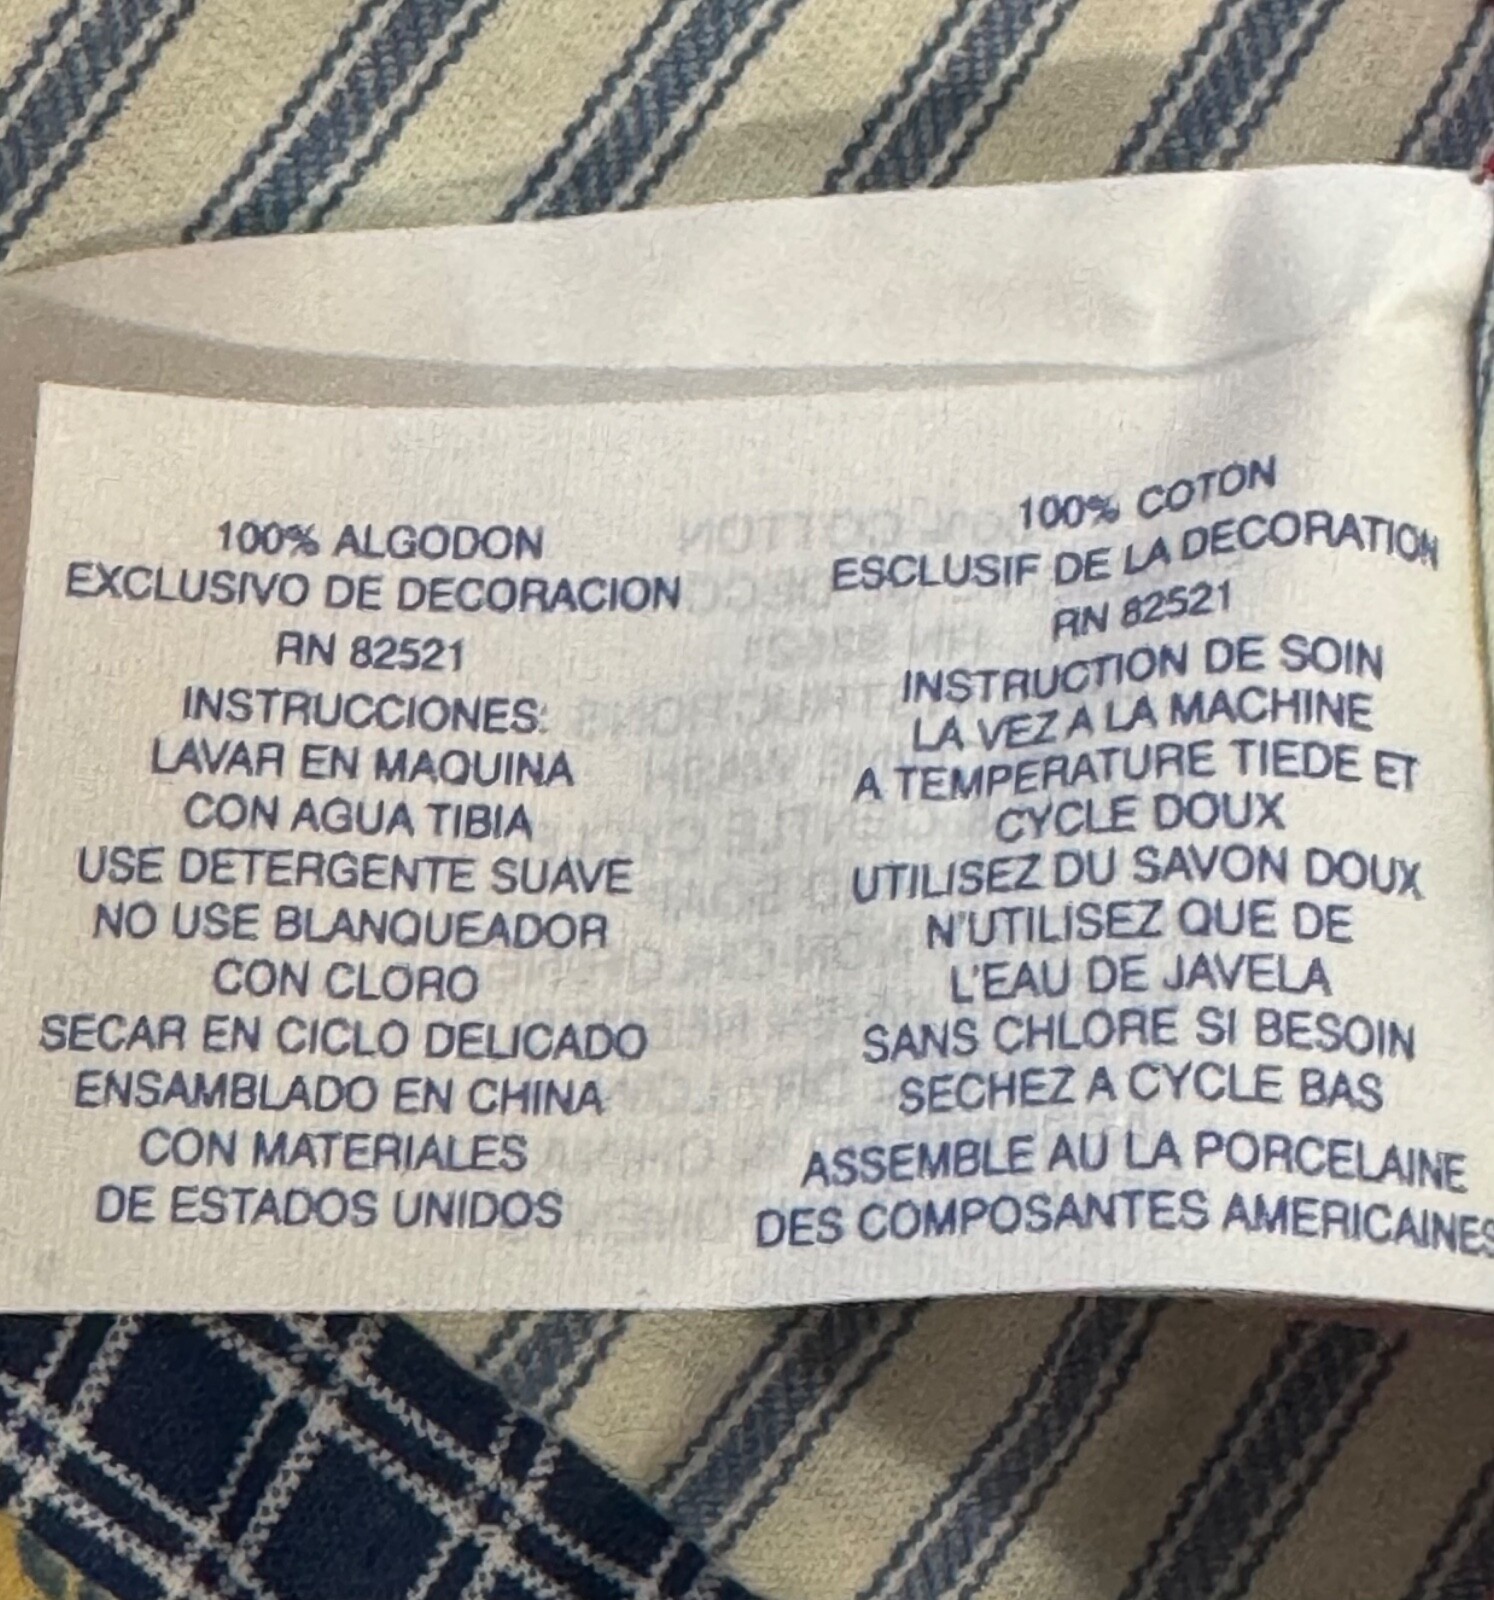 100% ALGODON
EXCLUSIVO DE DECORACION
RN 82521
INSTRUCCIONES:
LAVAR EN MAQUINA
CON AGUA TIBIA
USE DETERGENTE SUAVE
NO USE BLANQUEADOR
CON CLORO
SECAR EN CICLO DELICADO
ENSAMBLADO EN CHINA
CON MATERIALES
DE ESTADOS UNIDOS
100% COTON
ESCLUSIF DE LA DECORATION
RN 82521
INSTRUCTION DE SOIN
LA VEZ A LA MACHINE
A TEMPERATURE TIEDE ET
CYCLE DOUX
UTILISEZ DU SAVON DOUX
N'UTILISEZ QUE DE
L'EAU DE JAVELA
SANS CHLORE SI BESOIN
SECHEZ A CYCLE BAS
ASSEMBLE AU LA PORCELAINE
DES COMPOSANTES AMERICAINES